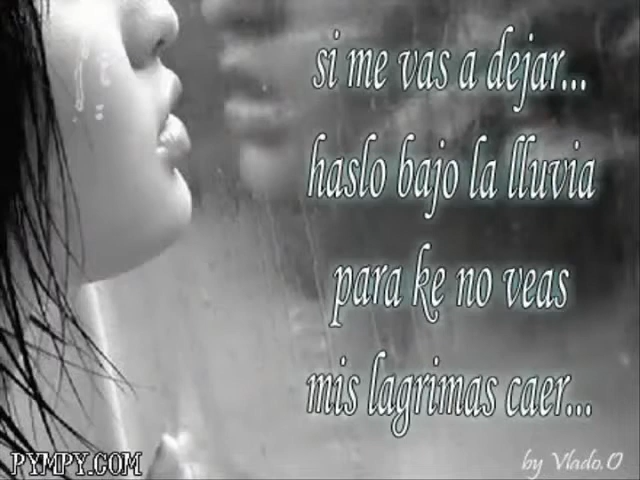 si me vas a dejar...
haslo bajo la lluvia
para ke no veas
mis lagrimas caer...
PYMPY.COM
by Vlado.O